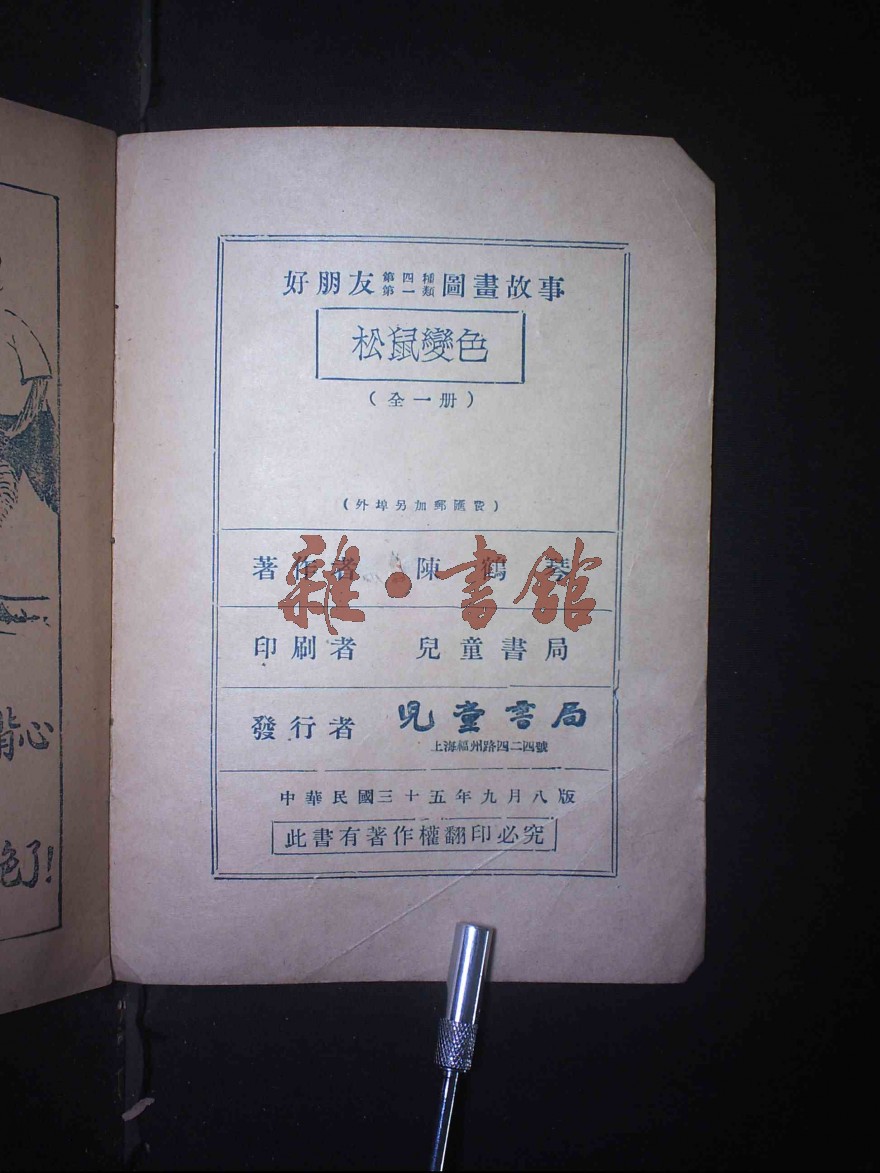 好朋友第四種第一類圖畫故事
松鼠變色
（全一册）
（外埠另加郵匯費）
著作者 陳鶴琴
印刷者 兒童書局
發行者 兒童書局
上海福州路四二四號
中華民國三十五年九月八版
此書有著作權翻印必究
雜·書館
背心
色了!